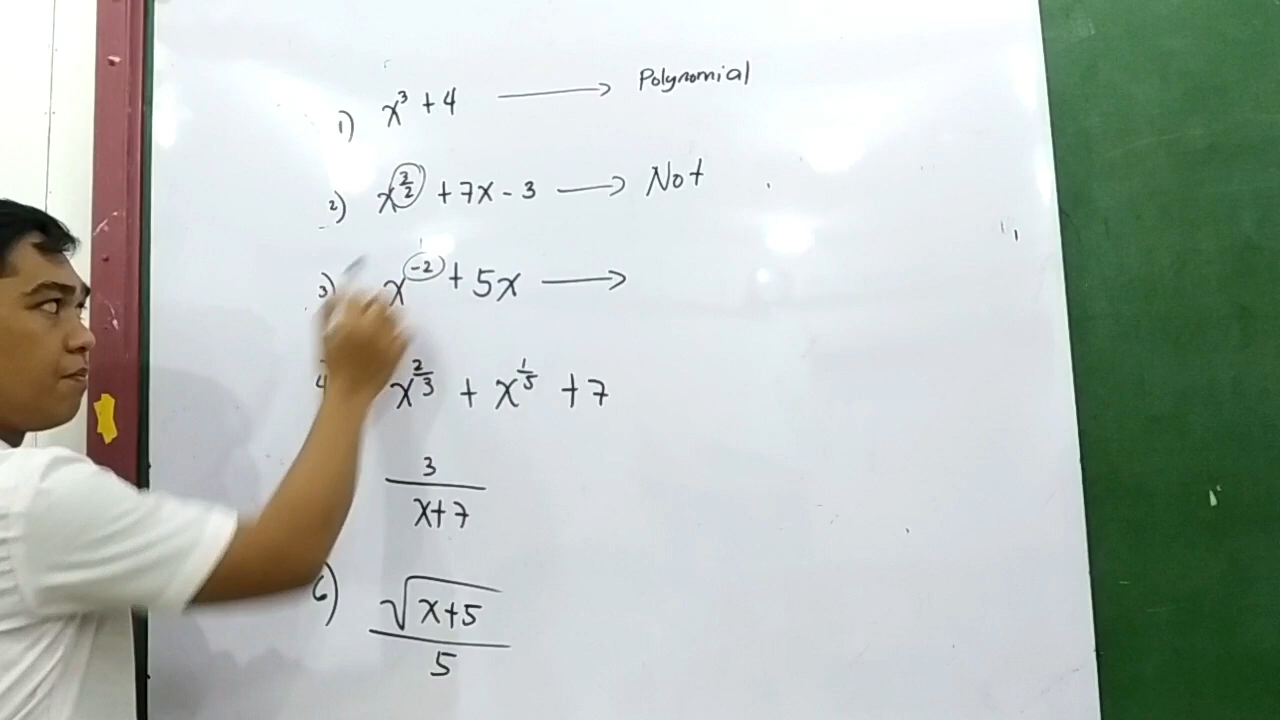 1) x³ + 4 ⟶ Polynomial
2) x^(3/2) + 7x - 3 ⟶ Not
3) x^(-2) + 5x ⟶
4 x^(2/3) + x^(1/5) + 7
3
x+7
6) √(x+5)
5